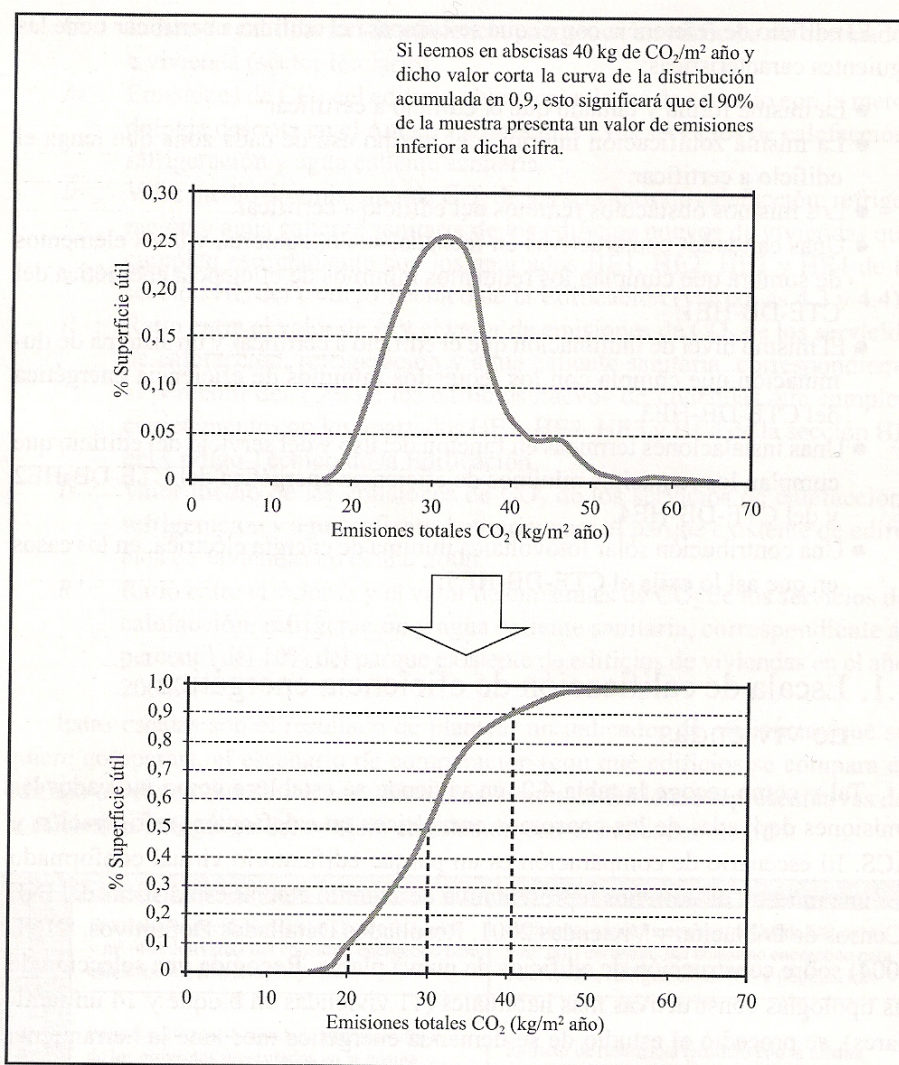 Si leemos en abscisas 40 kg de CO₂/m² año y
dicho valor corta la curva de la distribución
acumulada en 0,9, esto significará que el 90%
de la muestra presenta un valor de emisiones
inferior a dicha cifra.
% Superficie útil
0,30
0,25
0,20
0,15
0,10
0,05
0
0 10 20 30 40 50 60 70
Emisiones totales CO₂ (kg/m² año)
% Superficie útil
1,0
0,9
0,8
0,7
0,6
0,5
0,4
0,3
0,2
0,1
0
0 10 20 30 40 50 60 70
Emisiones totales CO₂ (kg/m² año)